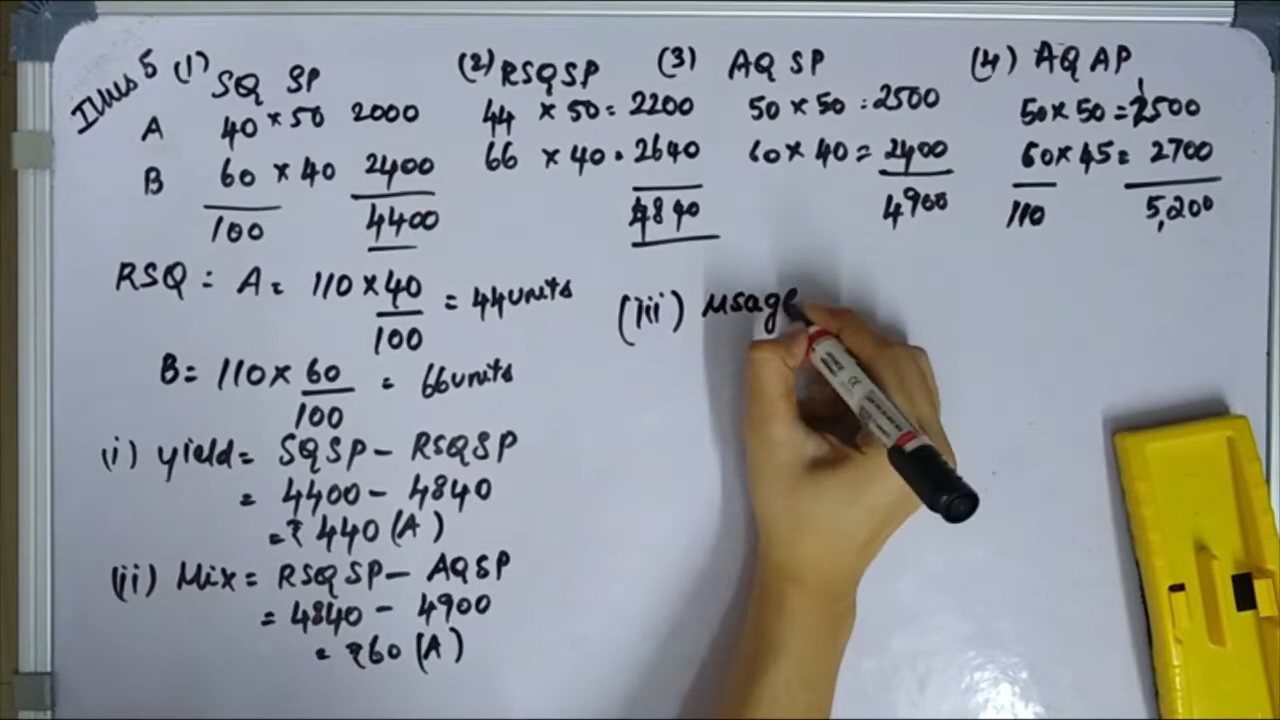 Illus 5 (1) SQ SP (2) RSQSP (3) AQ SP (4) AQ AP
A 40 × 50 2000 44 × 50 = 2200 50 × 50 = 2500 50 × 50 = 2500
B 60 × 40 2400 66 × 40 = 2640 60 × 40 = 2400 60 × 45 = 2700
100 4400 4840 4900 110 5,200
RSQ = A = 110 × 40/100 = 44 units
B = 110 × 60/100 = 66 units
(i) Yield = SQSP - RSQSP
= 4400 - 4840
= ₹ 440 (A)
(ii) Mix = RSQSP - AQSP
= 4840 - 4900
= ₹60 (A)
(iii) Usage